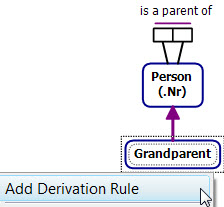 is a parent of
Person
(.Nr)
Grandparent
Add Derivation Rule